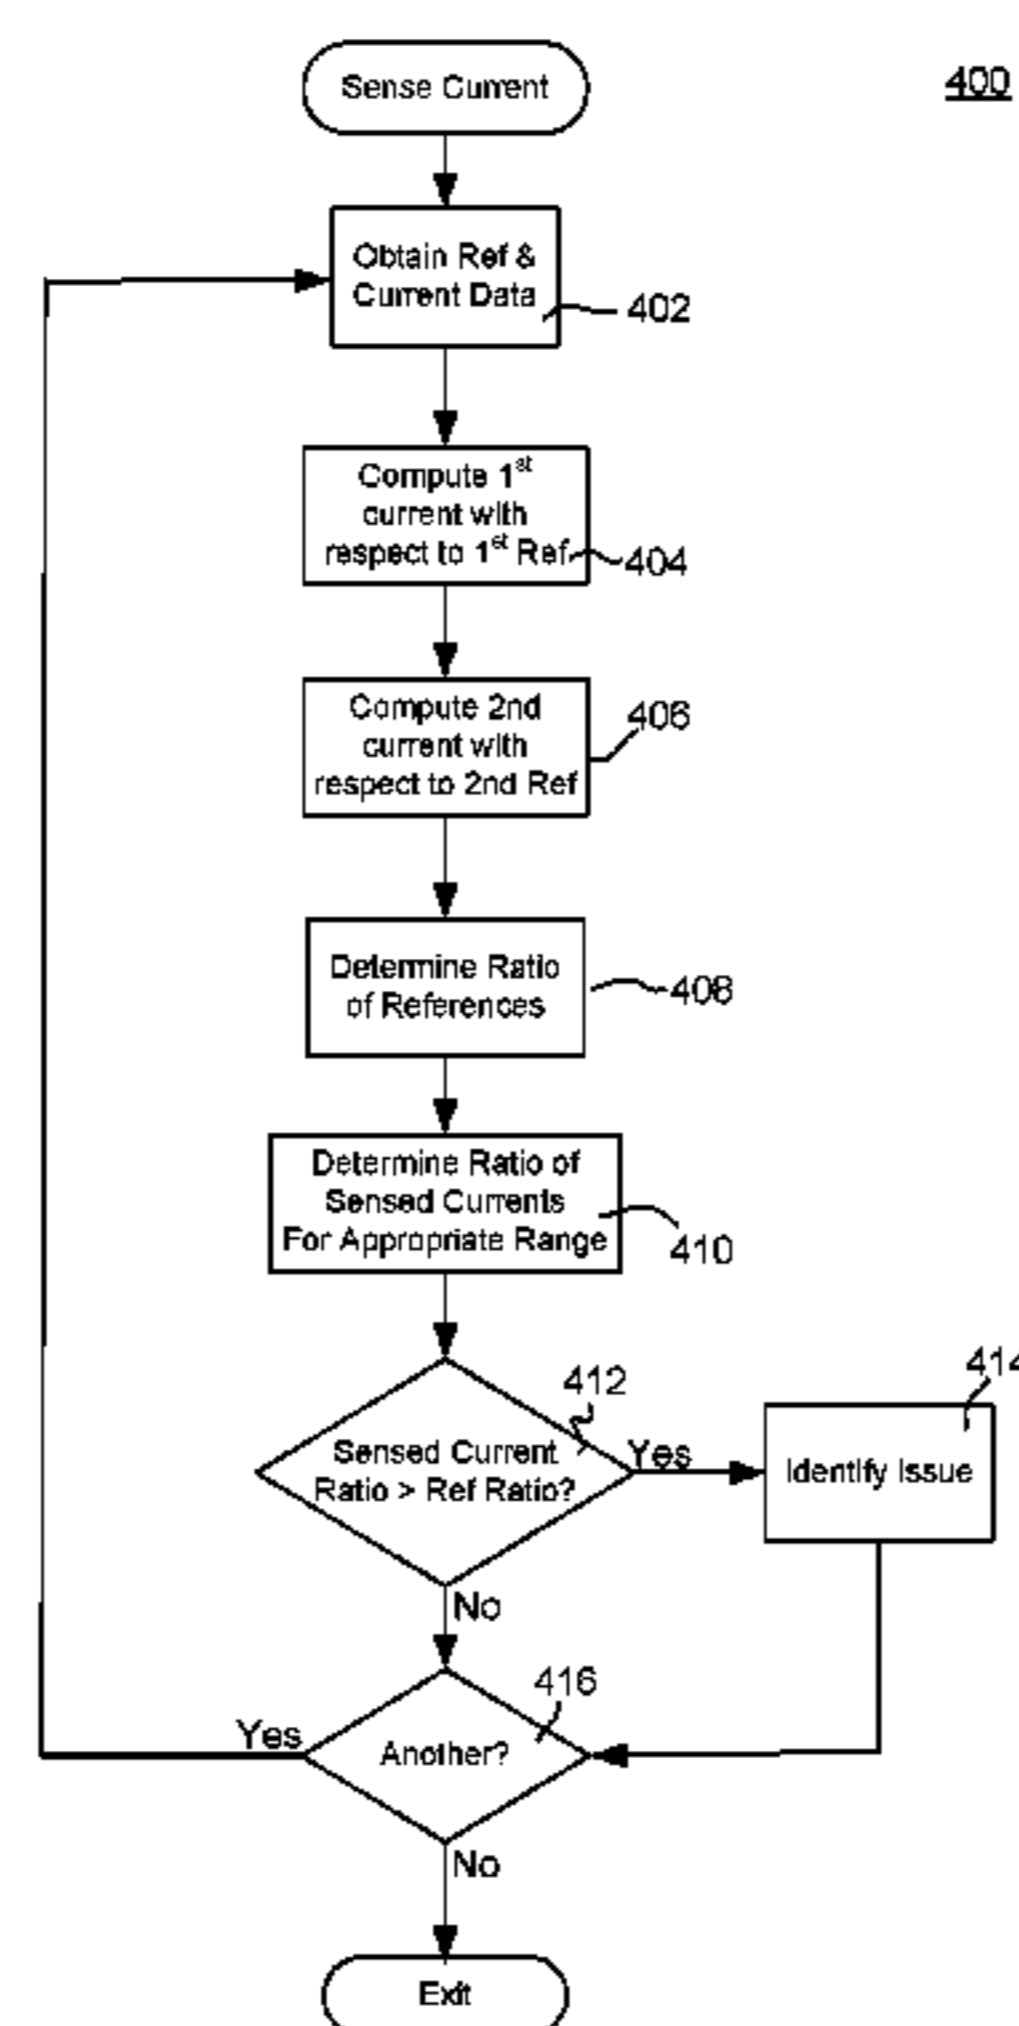 Sense Current
400
Obtain Ref &
Current Data
402
Compute 1st
current with
respect to 1st Ref
404
Compute 2nd
current with
respect to 2nd Ref
406
Determine Ratio
of References
408
Determine Ratio of
Sensed Currents
For Appropriate Range
410
412
414
Sensed Current
Ratio > Ref Ratio?
Yes
Identify Issue
No
416
Yes
Another?
No
Exit